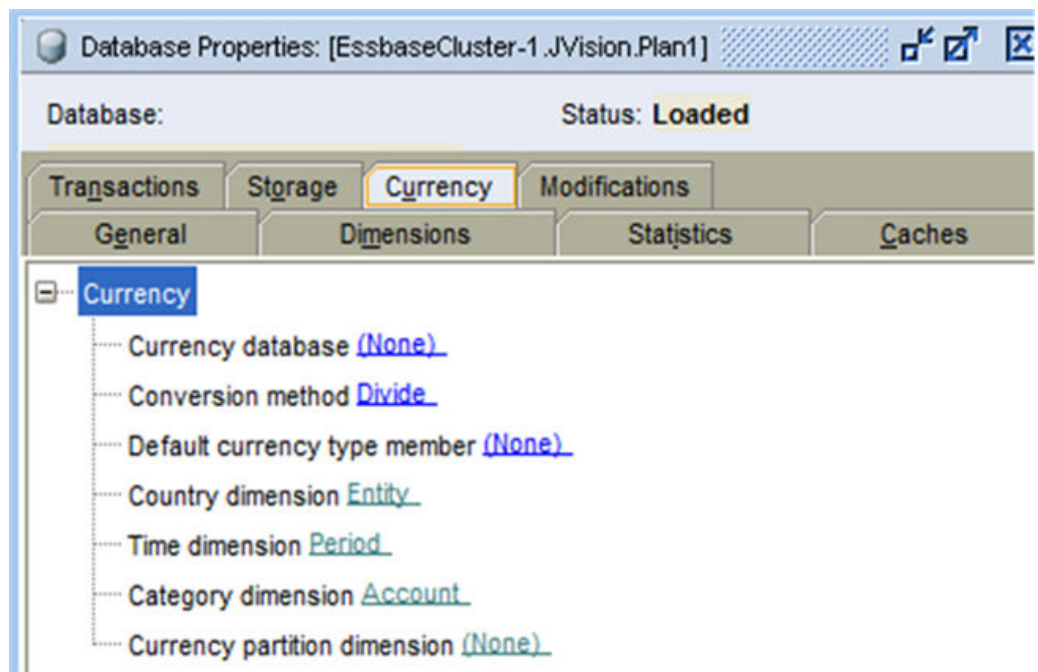 Database Properties: [EssbaseCluster-1.JVision.Plan1]
Database: Status: Loaded
Transactions Storage Currency Modifications
General Dimensions Statistics Caches
Currency
Currency database (None)
Conversion method Divide
Default currency type member (None)
Country dimension Entity
Time dimension Period
Category dimension Account
Currency partition dimension (None)